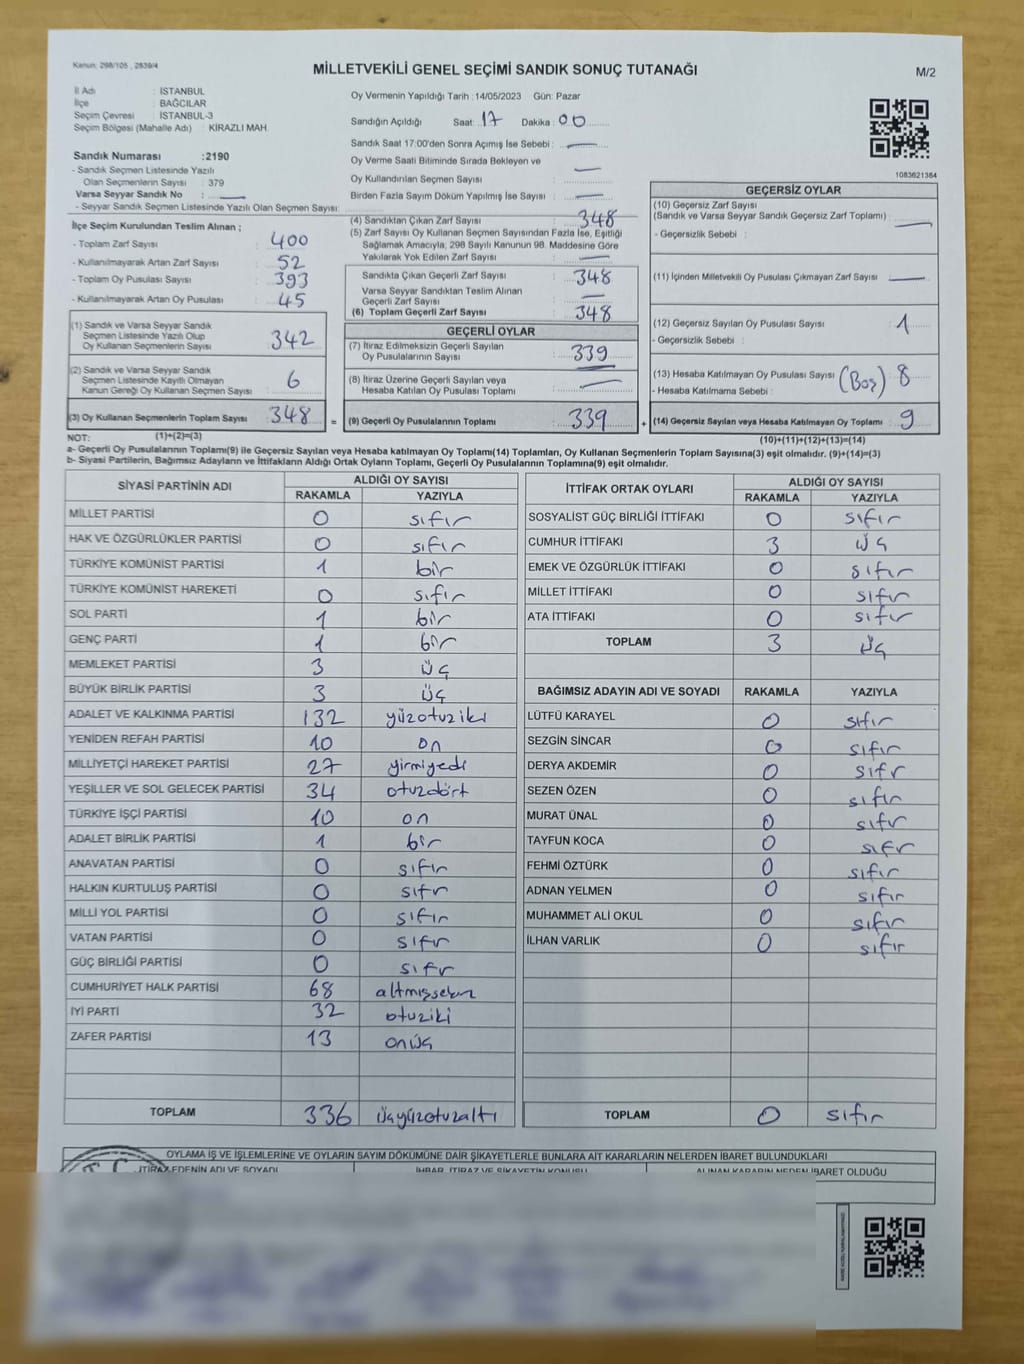 Kanun: 298/105 , 2839/4
MİLLETVEKİLİ GENEL SEÇİMİ SANDIK SONUÇ TUTANAĞI
M/2
İl Adı : İSTANBUL
İlçe : BAĞCILAR
Seçim Çevresi : İSTANBUL-3
Seçim Bölgesi (Mahalle Adı) : KİRAZLI MAH.
Oy Vermenin Yapıldığı Tarih : 14/05/2023 Gün: Pazar
Sandığın Açıldığı Saat: 17 Dakika: 00
Sandık Numarası : 2190
- Sandık Seçmen Listesinde Yazılı
Olan Seçmenlerin Sayısı : 379
Varsa Seyyar Sandık No : —
- Seyyar Sandık Seçmen Listesinde Yazılı Olan Seçmen Sayısı:
Sandık Saat 17:00'den Sonra Açımış İse Sebebi : —
Oy Verme Saati Bitiminde Sırada Bekleyen ve
Oy Kullandırılan Seçmen Sayısı : —
Birden Fazla Sayım Döküm Yapılmış İse Sayısı : —
1083621384
İlçe Seçim Kurulundan Teslim Alınan ;
- Toplam Zarf Sayısı : 400
- Kullanılmayarak Artan Zarf Sayısı : 52
- Toplam Oy Pusulası Sayısı : 393
- Kullanılmayarak Artan Oy Pusulası : 45
(1) Sandık ve Varsa Seyyar Sandık
Seçmen Listesinde Yazılı Olup
Oy Kullanan Seçmenlerin Sayısı : 342
(2) Sandık ve Varsa Seyyar Sandık
Seçmen Listesinde Kayıtlı Olmayan
Kanun Gereği Oy Kullanan Seçmen Sayısı : 6
(3) Oy Kullanan Seçmenlerin Toplam Sayısı : 348 =
(1)+(2)=(3)
(4) Sandıktan Çıkan Zarf Sayısı : 348
(5) Zarf Sayısı Oy Kullanan Seçmen Sayısından Fazla İse, Eşitliği
Sağlamak Amacıyla, 298 Sayılı Kanunun 98. Maddesine Göre
Yakılarak Yok Edilen Zarf Sayısı : —
Sandıkta Çıkan Geçerli Zarf Sayısı : 348
Varsa Seyyar Sandıktan Teslim Alınan
Geçerli Zarf Sayısı : —
(6) Toplam Geçerli Zarf Sayısı : 348
GEÇERLİ OYLAR
(7) İtiraz Edilmeksizin Geçerli Sayılan
Oy Pusulalarının Sayısı : 339
(8) İtiraz Üzerine Geçerli Sayılan veya
Hesaba Katılan Oy Pusulası Toplamı : —
(9) Geçerli Oy Pusulalarının Toplamı : 339 +
GEÇERSİZ OYLAR
(10) Geçersiz Zarf Sayısı
(Sandık ve Varsa Seyyar Sandık Geçersiz Zarf Toplamı) : —
- Geçersizlik Sebebi :
(11) İçinden Milletvekili Oy Pusulası Çıkmayan Zarf Sayısı : —
(12) Geçersiz Sayılan Oy Pusulası Sayısı : 1
- Geçersizlik Sebebi :
(13) Hesaba Katılmayan Oy Pusulası Sayısı : (Boş) 8
- Hesaba Katılmama Sebebi :
(14) Geçersiz Sayılan veya Hesaba Katılmayan Oy Toplamı : 9
(10)+(11)+(12)+(13)=(14)
NOT:
a- Geçerli Oy Pusulalarının Toplamı(9) ile Geçersiz Sayılan veya Hesaba katılmayan Oy Toplamı(14) Toplamları, Oy Kullanan Seçmenlerin Toplam Sayısına(3) eşit olmalıdır. (9)+(14)=(3)
b- Siyasi Partilerin, Bağımsız Adayların ve İttifakların Aldığı Ortak Oyların Toplamı, Geçerli Oy Pusulalarının Toplamına(9) eşit olmalıdır.
SİYASİ PARTİNİN ADI ALDIĞI OY SAYISI
RAKAMLA YAZIYLA
MİLLET PARTİSİ 0 sıfır
HAK VE ÖZGÜRLÜKLER PARTİSİ 0 sıfır
TÜRKİYE KOMÜNİST PARTİSİ 1 bir
TÜRKİYE KOMÜNİST HAREKETİ 0 sıfır
SOL PARTİ 1 bir
GENÇ PARTİ 1 bir
MEMLEKET PARTİSİ 3 üç
BÜYÜK BİRLİK PARTİSİ 3 üç
ADALET VE KALKINMA PARTİSİ 132 yüzotuziki
YENİDEN REFAH PARTİSİ 10 on
MİLLİYETÇİ HAREKET PARTİSİ 27 yirmiyedi
YEŞİLLER VE SOL GELECEK PARTİSİ 34 otuzdört
TÜRKİYE İŞÇİ PARTİSİ 10 on
ADALET BİRLİK PARTİSİ 1 bir
ANAVATAN PARTİSİ 0 sıfır
HALKIN KURTULUŞ PARTİSİ 0 sıfır
MİLLİ YOL PARTİSİ 0 sıfır
VATAN PARTİSİ 0 sıfır
GÜÇ BİRLİĞİ PARTİSİ 0 sıfır
CUMHURİYET HALK PARTİSİ 68 altmışsekiz
İYİ PARTİ 32 otuziki
ZAFER PARTİSİ 13 onüç
TOPLAM 336 üçyüzotuzaltı
İTTİFAK ORTAK OYLARI ALDIĞI OY SAYISI
RAKAMLA YAZIYLA
SOSYALİST GÜÇ BİRLİĞİ İTTİFAKI 0 sıfır
CUMHUR İTTİFAKI 3 üç
EMEK VE ÖZGÜRLÜK İTTİFAKI 0 sıfır
MİLLET İTTİFAKI 0 sıfır
ATA İTTİFAKI 0 sıfır
TOPLAM 3 üç
BAĞIMSIZ ADAYIN ADI VE SOYADI RAKAMLA YAZIYLA
LÜTFÜ KARAYEL 0 sıfır
SEZGİN SİNCAR 0 sıfır
DERYA AKDEMİR 0 sıfır
SEZEN ÖZEN 0 sıfır
MURAT ÜNAL 0 sıfır
TAYFUN KOCA 0 sıfır
FEHMİ ÖZTÜRK 0 sıfır
ADNAN YELMEN 0 sıfır
MUHAMMET ALİ OKUL 0 sıfır
İLHAN VARLIK 0 sıfır
TOPLAM 0 sıfır
OYLAMA İŞ VE İŞLEMLERİNE VE OYLARIN SAYIM DÖKÜMÜNE DAİR ŞİKAYETLERLE BUNLARA AİT KARARLARIN NELERDEN İBARET BULUNDUKLARI
İTİRAZ EDENİN ADI VE SOYADI İHBAR, İTİRAZ VE ŞİKAYETİN KONUSU ALINAN KARARIN NEDEN İBARET OLDUĞU
T.C.